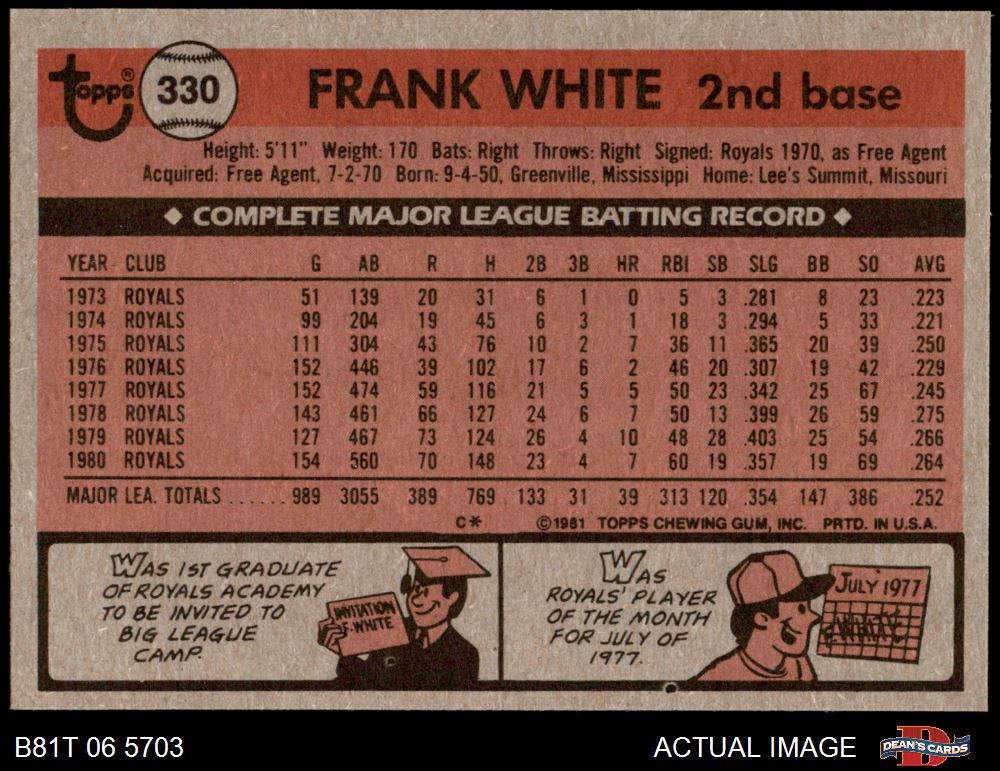 topps® 330 FRANK WHITE 2nd base
Height: 5'11" Weight: 170 Bats: Right Throws: Right Signed: Royals 1970, as Free Agent
Acquired: Free Agent, 7-2-70 Born: 9-4-50, Greenville, Mississippi Home: Lee's Summit, Missouri
◆ COMPLETE MAJOR LEAGUE BATTING RECORD ◆
YEAR CLUB G AB R H 2B 3B HR RBI SB SLG BB SO AVG
1973 ROYALS 51 139 20 31 6 1 0 5 3 .281 8 23 .223
1974 ROYALS 99 204 19 45 6 3 1 18 3 .294 5 33 .221
1975 ROYALS 111 304 43 76 10 2 7 36 11 .365 20 39 .250
1976 ROYALS 152 446 39 102 17 6 2 46 20 .307 19 42 .229
1977 ROYALS 152 474 59 116 21 5 5 50 23 .342 25 67 .245
1978 ROYALS 143 461 66 127 24 6 7 50 13 .399 26 59 .275
1979 ROYALS 127 467 73 124 26 4 10 48 28 .403 25 54 .266
1980 ROYALS 154 560 70 148 23 4 7 60 19 .357 19 69 .264
MAJOR LEA. TOTALS ...... 989 3055 389 769 133 31 39 313 120 .354 147 386 .252
C* ©1981 TOPPS CHEWING GUM, INC. PRTD. IN U.S.A.
WAS 1ST GRADUATE
OF ROYALS ACADEMY
TO BE INVITED TO
BIG LEAGUE
CAMP.
INVITATION
F. WHITE
WAS
ROYALS' PLAYER
OF THE MONTH
FOR JULY OF
1977.
JULY 1977
F. WHITE
B81T 06 5703 ACTUAL IMAGE DEAN'S CARDS